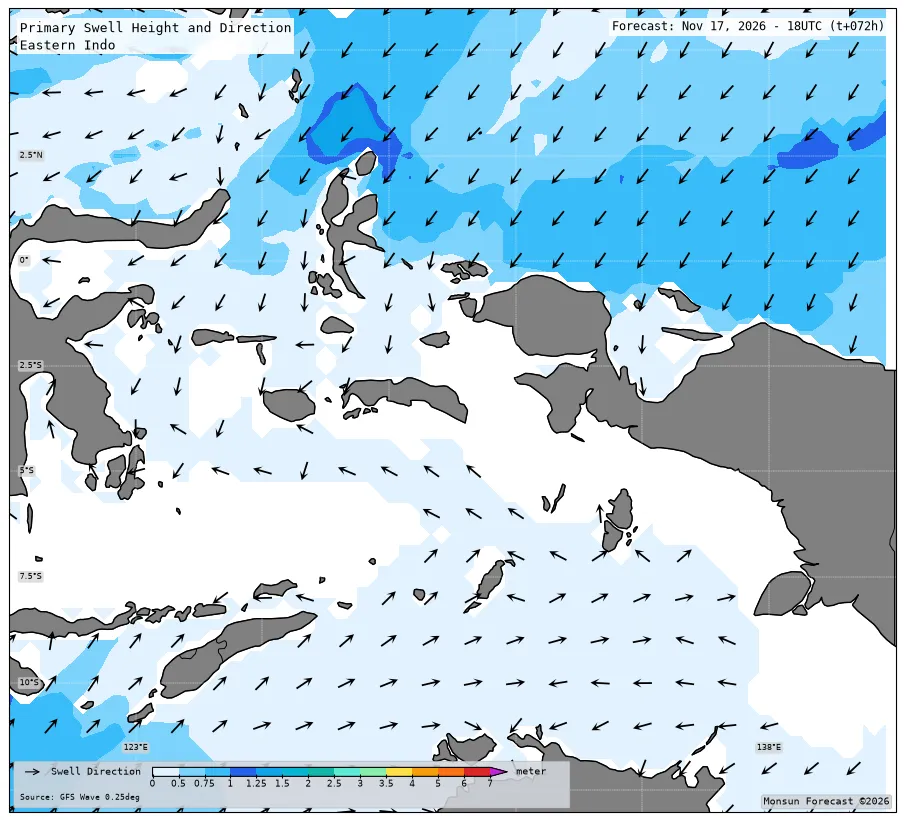 Primary Swell Height and Direction
Eastern Indo
Forecast: Nov 17, 2026 - 18UTC (t+072h)
2.5°N
0°
2.5°S
5°S
7.5°S
10°S
123°E
138°E
Swell Direction
meter
0 0.5 0.75 1 1.25 1.5 2 2.5 3 3.5 4 5 6 7
Source: GFS Wave 0.25deg
Monsun Forecast ©2026